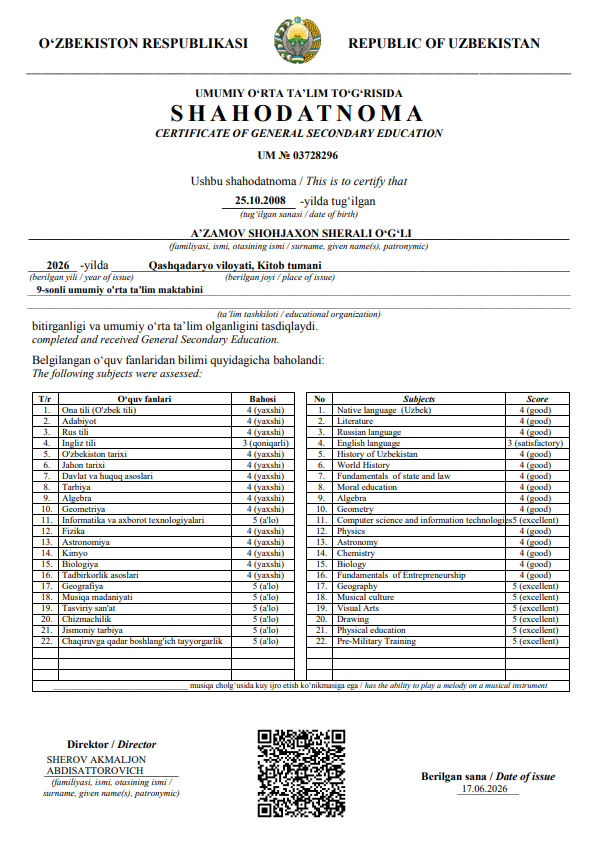 O‘ZBEKISTON RESPUBLIKASI REPUBLIC OF UZBEKISTAN
UMUMIY O‘RTA TA’LIM TO‘G‘RISIDA
SHAHODATNOMA
CERTIFICATE OF GENERAL SECONDARY EDUCATION
UM № 03728296
Ushbu shahodatnoma / This is to certify that
25.10.2008 -yilda tug‘ilgan
(tug‘ilgan sanasi / date of birth)
A’ZAMOV SHOHJAXON SHERALI O‘G‘LI
(familiyasi, ismi, otasining ismi / surname, given name(s), patronymic)
2026 -yilda Qashqadaryo viloyati, Kitob tumani
(berilgan yili / year of issue) (berilgan joyi / place of issue)
9-sonli umumiy o'rta ta'lim maktabini
(ta’lim tashkiloti / educational organization)
bitirganligi va umumiy o‘rta ta’lim olganligini tasdiqlaydi.
completed and received General Secondary Education.
Belgilangan o‘quv fanlaridan bilimi quyidagicha baholandi:
The following subjects were assessed:
T/r O‘quv fanlari Bahosi No Subjects Score
1. Ona tili (O'zbek tili) 4 (yaxshi) 1. Native language (Uzbek) 4 (good)
2. Adabiyot 4 (yaxshi) 2. Literature 4 (good)
3. Rus tili 4 (yaxshi) 3. Russian language 4 (good)
4. Ingliz tili 3 (qoniqarli) 4. English language 3 (satisfactory)
5. O'zbekiston tarixi 4 (yaxshi) 5. History of Uzbekistan 4 (good)
6. Jahon tarixi 4 (yaxshi) 6. World History 4 (good)
7. Davlat va huquq asoslari 4 (yaxshi) 7. Fundamentals of state and law 4 (good)
8. Tarbiya 4 (yaxshi) 8. Moral education 4 (good)
9. Algebra 4 (yaxshi) 9. Algebra 4 (good)
10. Geometriya 4 (yaxshi) 10. Geometry 4 (good)
11. Informatika va axborot texnologiyalari 5 (a'lo) 11. Computer science and information technologies 5 (excellent)
12. Fizika 4 (yaxshi) 12. Physics 4 (good)
13. Astronomiya 4 (yaxshi) 13. Astronomy 4 (good)
14. Kimyo 4 (yaxshi) 14. Chemistry 4 (good)
15. Biologiya 4 (yaxshi) 15. Biology 4 (good)
16. Tadbirkorlik asoslari 4 (yaxshi) 16. Fundamentals of Entrepreneurship 4 (good)
17. Geografiya 5 (a'lo) 17. Geography 5 (excellent)
18. Musiqa madaniyati 5 (a'lo) 18. Musical culture 5 (excellent)
19. Tasviriy san'at 5 (a'lo) 19. Visual Arts 5 (excellent)
20. Chizmachilik 5 (a'lo) 20. Drawing 5 (excellent)
21. Jismoniy tarbiya 5 (a'lo) 21. Physical education 5 (excellent)
22. Chaqiruvga qadar boshlang'ich tayyorgarlik 5 (a'lo) 22. Pre-Military Training 5 (excellent)
musiqa cholg‘usida kuy ijro etish ko‘nikmasiga ega / has the ability to play a melody on a musical instrument
Direktor / Director
SHEROV AKMALJON
ABDISATTOROVICH
(familiyasi, ismi, otasining ismi /
surname, given name(s), patronymic)
Berilgan sana / Date of issue
17.06.2026